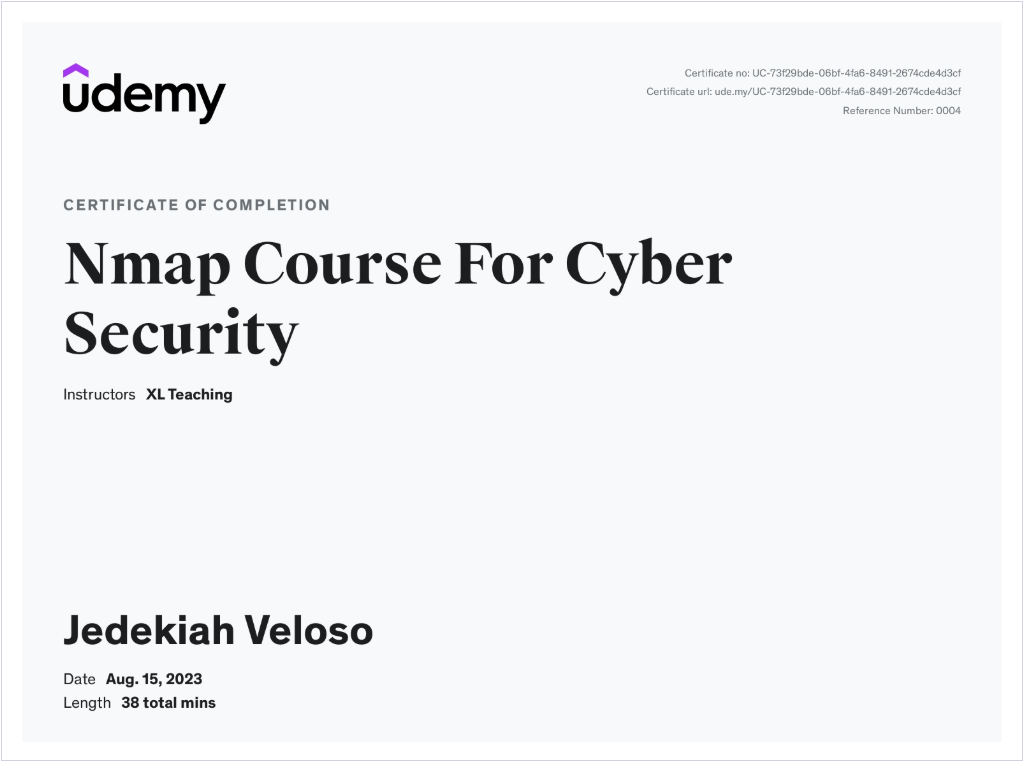 udemy
Certificate no: UC-73f29bde-06bf-4fa6-8491-2674cde4d3cf
Certificate url: ude.my/UC-73f29bde-06bf-4fa6-8491-2674cde4d3cf
Reference Number: 0004
CERTIFICATE OF COMPLETION
Nmap Course For Cyber
Security
Instructors XL Teaching
Jedekiah Veloso
Date Aug. 15, 2023
Length 38 total mins